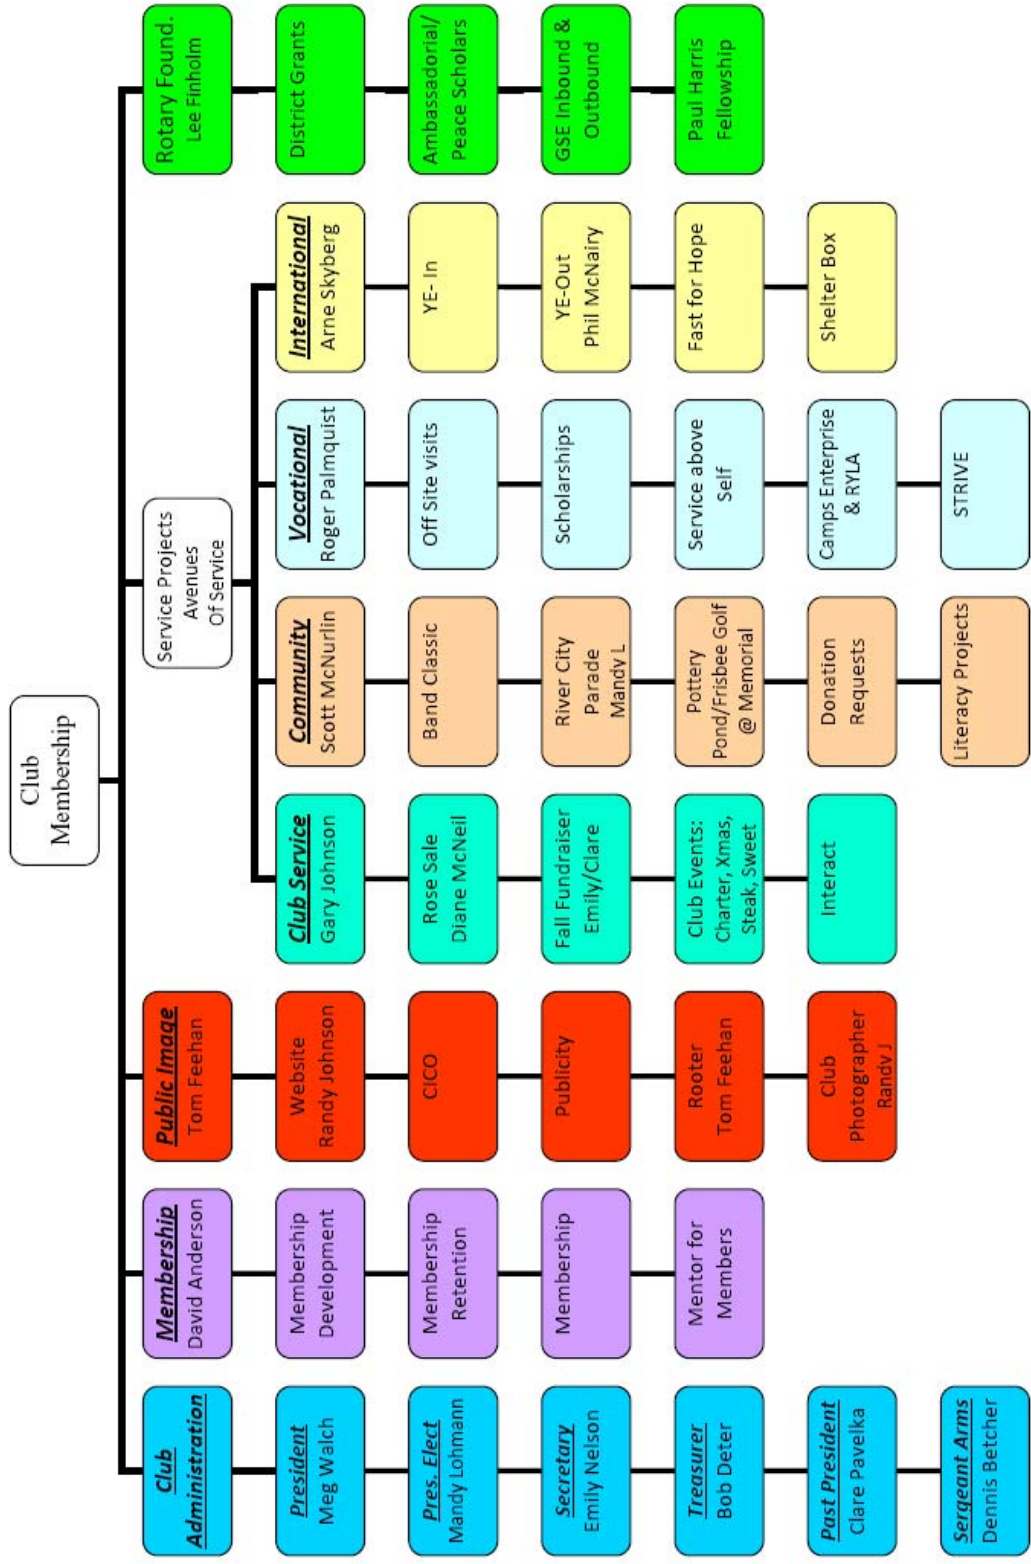 Club
Membership
Club
Administration
President
Meg Walch
Pres. Elect
Mandy Lohmann
Secretary
Emily Nelson
Treasurer
Bob Deter
Past President
Clare Pavelka
Sergeant Arms
Dennis Betcher
Membership
David Anderson
Membership
Development
Membership
Retention
Membership
Mentor for
Members
Public Image
Tom Feehan
Website
Randy Johnson
CICO
Publicity
Rooter
Tom Feehan
Club
Photographer
Randy J
Service Projects
Avenues
Of Service
Club Service
Gary Johnson
Rose Sale
Diane McNeil
Fall Fundraiser
Emily/Clare
Club Events:
Charter, Xmas,
Steak, Sweet
Interact
Community
Scott McNurlin
Band Classic
River City
Parade
Mandy L
Pottery
Pond/Frisbee Golf
@ Memorial
Donation
Requests
Literacy Projects
Vocational
Roger Palmquist
Off Site visits
Scholarships
Service above
Self
Camps Enterprise
& RYLA
STRIVE
International
Arne Skyberg
YE- In
YE-Out
Phil McNairy
Fast for Hope
Shelter Box
Rotary Found.
Lee Finholm
District Grants
Ambassadorial/
Peace Scholars
GSE Inbound &
Outbound
Paul Harris
Fellowship